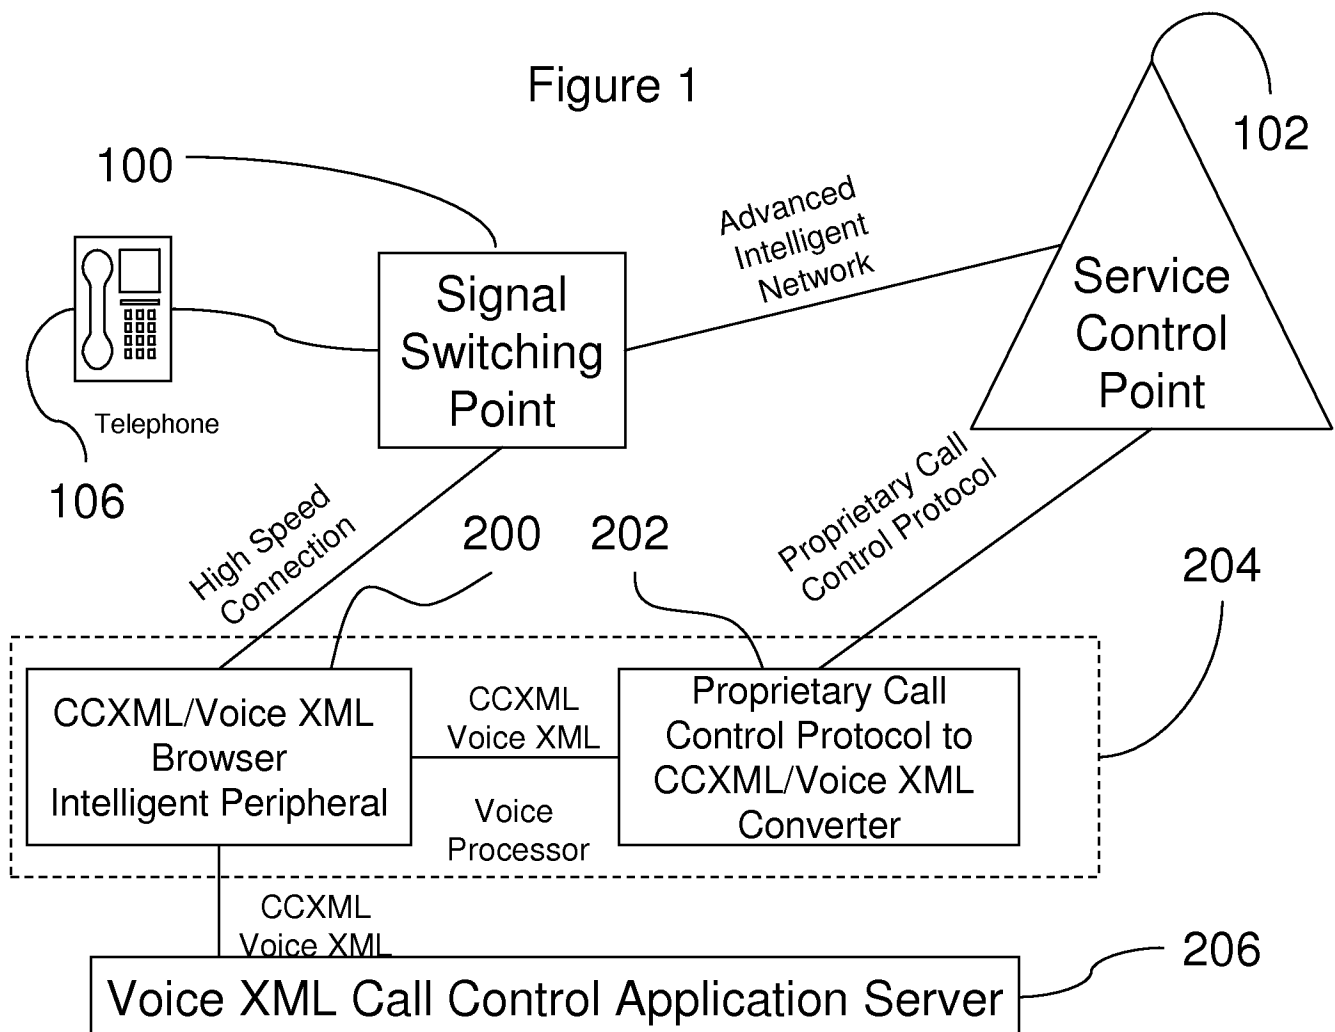 Figure 1
102
100
Advanced
Intelligent
Network
Signal
Switching
Point
Service
Control
Point
Telephone
106
High Speed
Connection
200
202
Proprietary Call
Control Protocol
204
CCXML/Voice XML
Browser
Intelligent Peripheral
CCXML
Voice XML
Voice
Processor
Proprietary Call
Control Protocol to
CCXML/Voice XML
Converter
CCXML
Voice XML
206
Voice XML Call Control Application Server